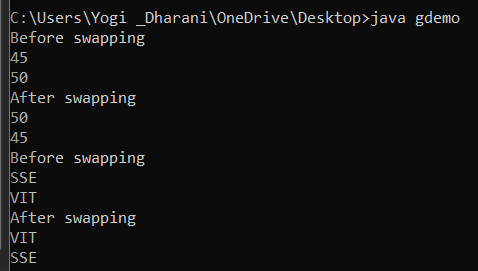 C:\Users\Yogi _Dharani\OneDrive\Desktop>java gdemo
Before swapping
45
50
After swapping
50
45
Before swapping
SSE
VIT
After swapping
VIT
SSE